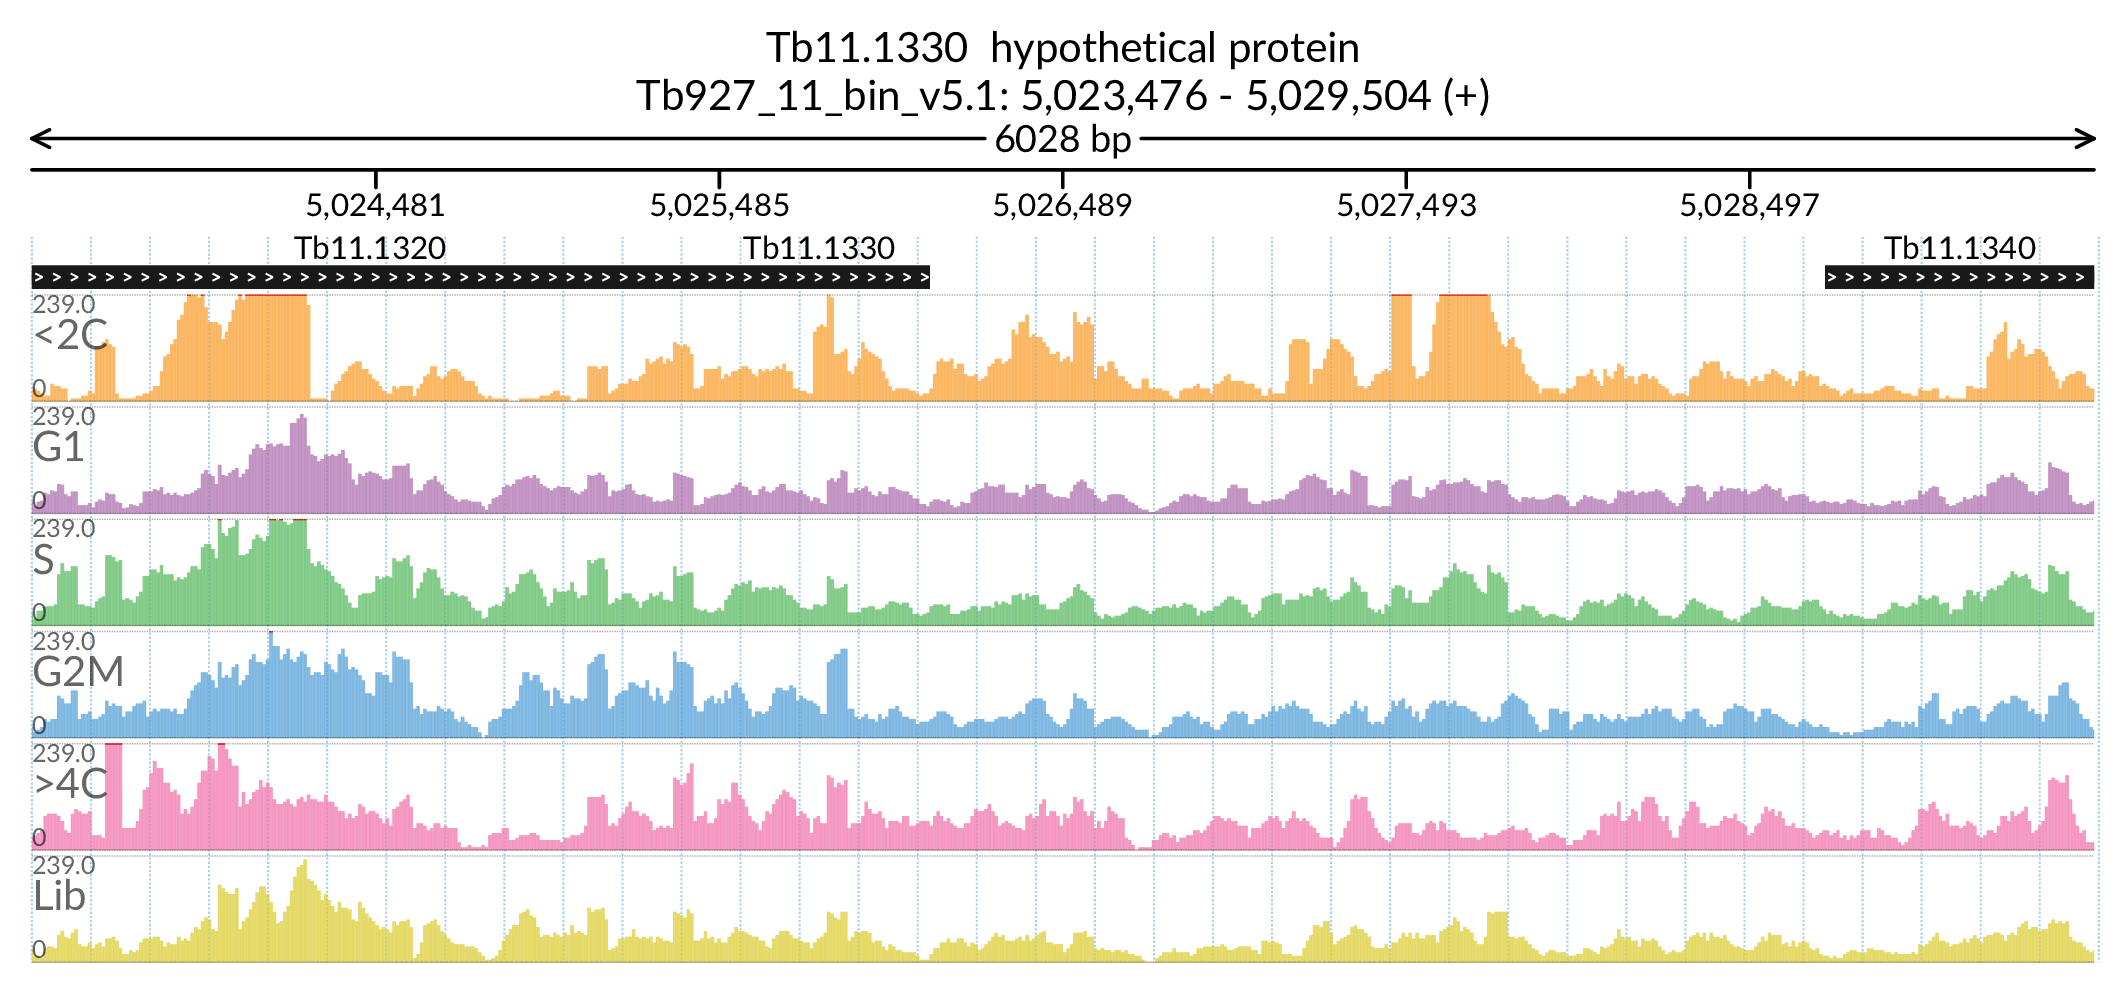 Tb11.1330 hypothetical protein
Tb927_11_bin_v5.1: 5,023,476 - 5,029,504 (+)
6028 bp
5,024,481 5,025,485 5,026,489 5,027,493 5,028,497
Tb11.1320 Tb11.1330 Tb11.1340
239.0
<2C
0
239.0
G1
0
239.0
S
0
239.0
G2M
0
239.0
>4C
0
239.0
Lib
0